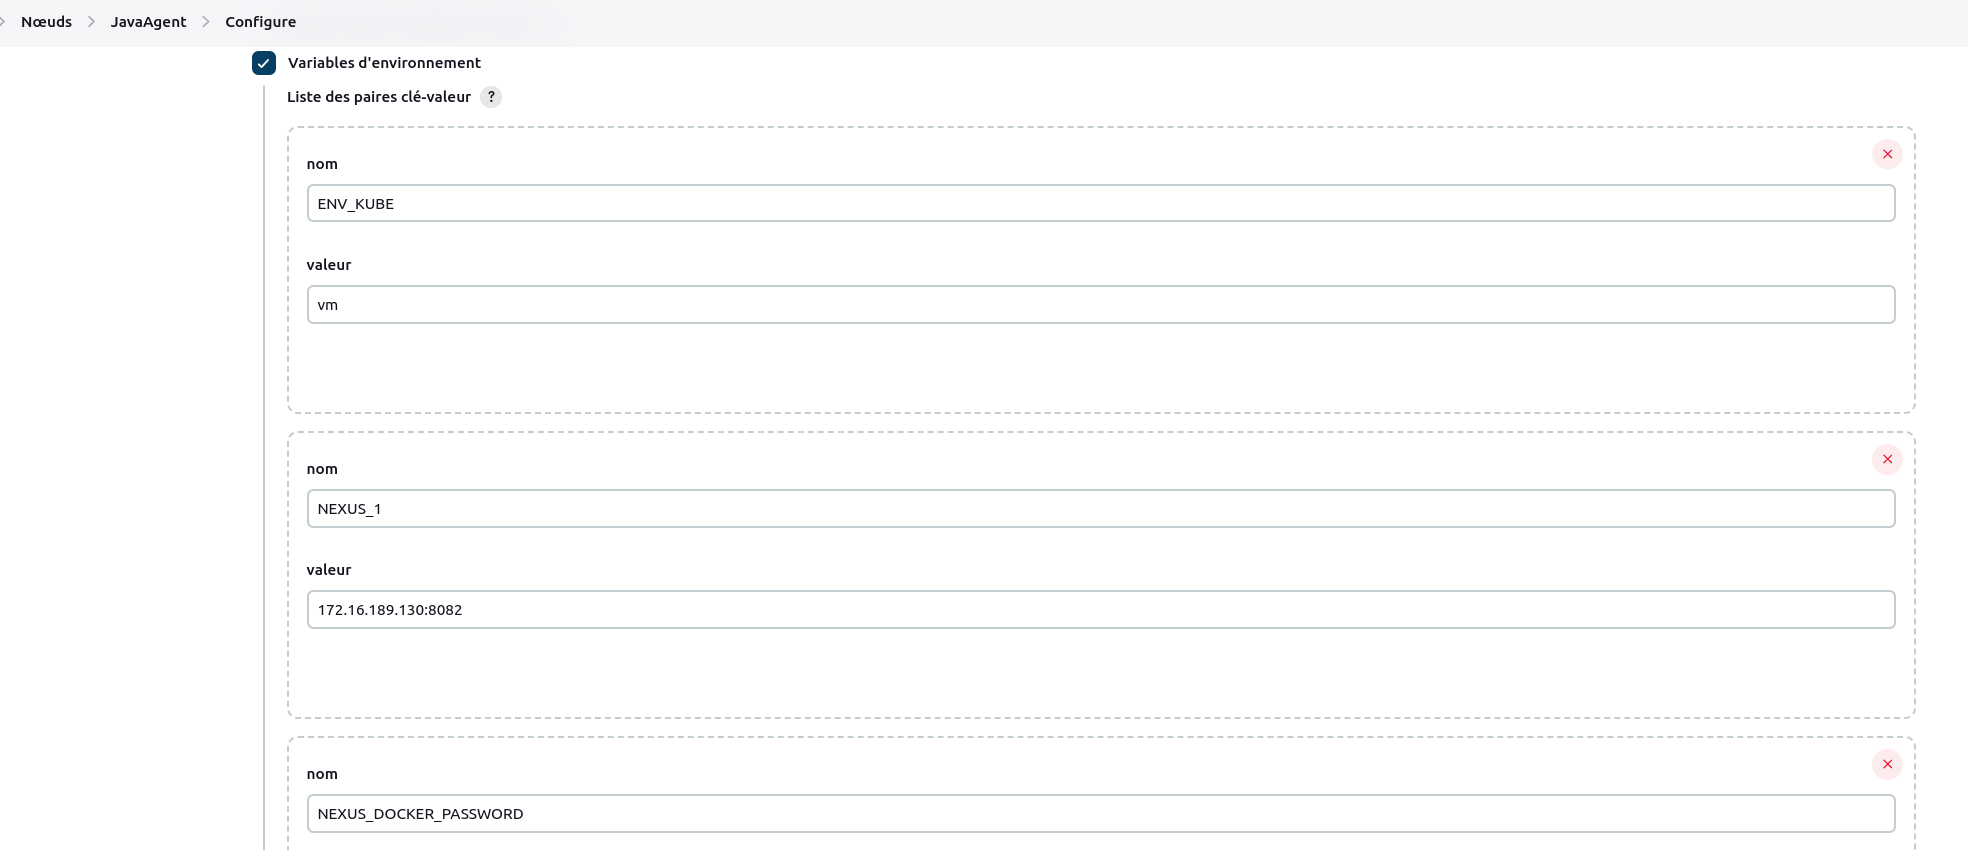 Nœuds JavaAgent Configure
Variables d'environnement
Liste des paires clé-valeur ?
nom
ENV_KUBE
valeur
vm
nom
NEXUS_1
valeur
172.16.189.130:8082
nom
NEXUS_DOCKER_PASSWORD